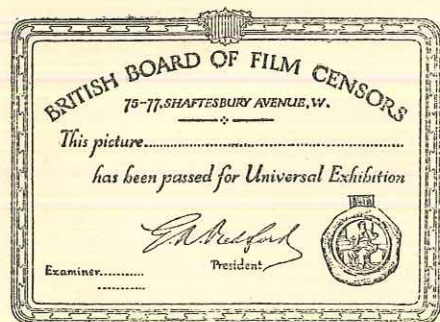 BRITISH BOARD OF FILM CENSORS
75-77, SHAFTESBURY AVENUE, W.
This picture..........................................
has been passed for Universal Exhibition
G. A. Redford
Examiner.......... President
..........